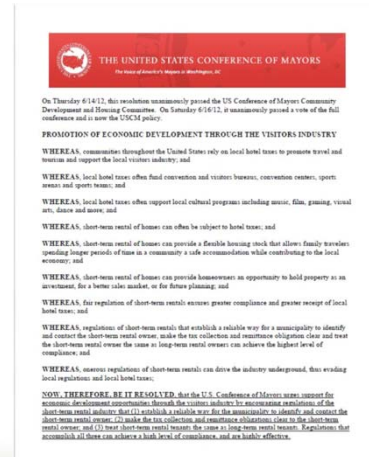 THE UNITED STATES CONFERENCE OF MAYORS
The Voice of America's Mayors in Washington, DC
On Thursday 6/14/12, this resolution unanimously passed the US Conference of Mayors Community
Development and Housing Committee. On Saturday 6/16/12, it unanimously passed a vote of the full
conference and is now the USCM policy.
PROMOTION OF ECONOMIC DEVELOPMENT THROUGH THE VISITORS INDUSTRY
WHEREAS, communities throughout the United States rely on local hotel taxes to promote travel and
tourism and support the local visitors industry; and
WHEREAS, local hotel taxes often fund convention and visitors bureaus, convention centers, sports
arenas and sports teams; and
WHEREAS, local hotel taxes often support local cultural programs including music, film, gaming, visual
arts, dance and more; and
WHEREAS, short-term rental of homes can often be subject to hotel taxes; and
WHEREAS, short-term rental of homes can provide a flexible housing stock that allows family travelers
spending longer periods of time in a community a safe accommodation while contributing to the local
economy; and
WHEREAS, short-term rental of homes can provide homeowners an opportunity to hold property as an
investment, for a better sales market, or for future planning; and
WHEREAS, fair regulation of short-term rentals ensures greater compliance and greater receipt of local
hotel taxes; and
WHEREAS, regulations of short-term rentals that establish a reliable way for a municipality to identify
and contact the short-term rental owner, make the tax collection and remittance obligation clear and treat
the short-term rental owner the same as long-term rental owners can achieve the highest level of
compliance; and
WHEREAS, onerous regulations of short-term rentals can drive the industry underground, thus evading
local regulations and local hotel taxes;
NOW, THEREFORE, BE IT RESOLVED, that the U.S. Conference of Mayors urges support for
economic development opportunities through the visitors industry by encouraging regulations of the
short-term rental industry that (1) establish a reliable way for the municipality to identify and contact the
short-term rental owner; (2) make the tax collection and remittance obligations clear to the short-term
rental owner; and (3) treat short-term rental tenants the same as long-term rental tenants. Regulations that
accomplish all three can achieve a high level of compliance, and are highly effective.